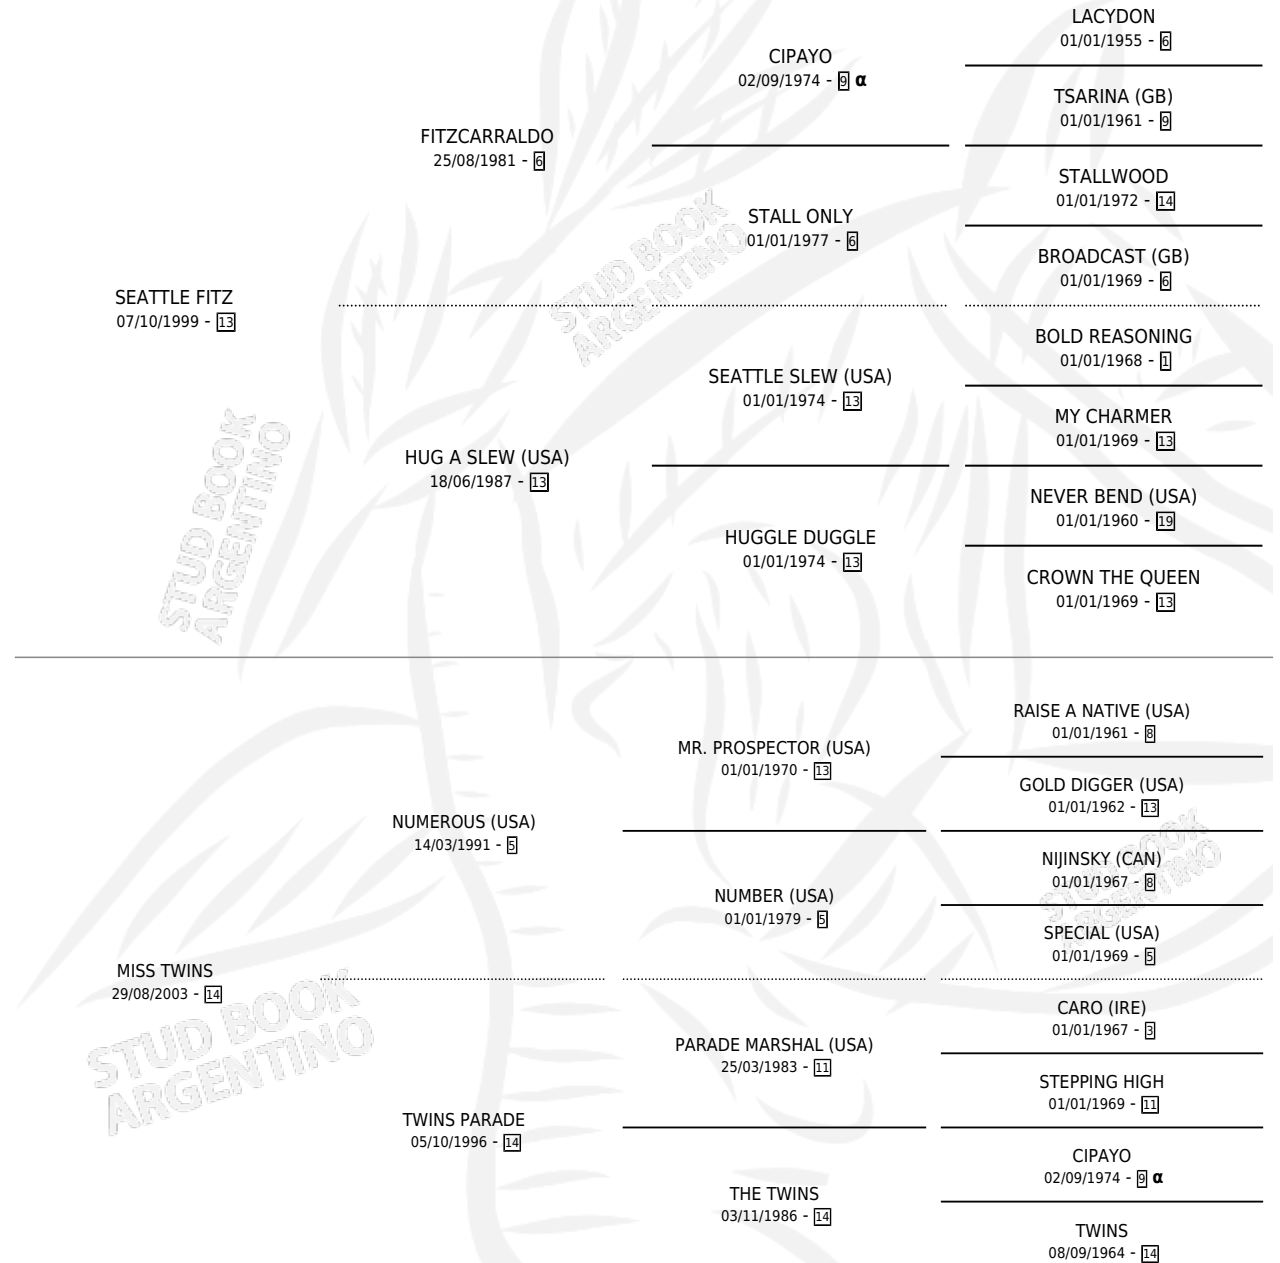 LACYDON
01/01/1955 - 6
CIPAYO
02/09/1974 - 9 α
TSARINA (GB)
01/01/1961 - 9
FITZCARRALDO
25/08/1981 - 6
STALLWOOD
01/01/1972 - 14
STALL ONLY
01/01/1977 - 6
BROADCAST (GB)
01/01/1969 - 6
SEATTLE FITZ
07/10/1999 - 13
BOLD REASONING
01/01/1968 - 1
SEATTLE SLEW (USA)
01/01/1974 - 13
MY CHARMER
01/01/1969 - 13
HUG A SLEW (USA)
18/06/1987 - 13
NEVER BEND (USA)
01/01/1960 - 19
HUGGLE DUGGLE
01/01/1974 - 13
CROWN THE QUEEN
01/01/1969 - 13
RAISE A NATIVE (USA)
01/01/1961 - 8
MR. PROSPECTOR (USA)
01/01/1970 - 13
GOLD DIGGER (USA)
01/01/1962 - 13
NUMEROUS (USA)
14/03/1991 - 5
NIJINSKY (CAN)
01/01/1967 - 8
NUMBER (USA)
01/01/1979 - 5
SPECIAL (USA)
01/01/1969 - 5
MISS TWINS
29/08/2003 - 14
CARO (IRE)
01/01/1967 - 3
PARADE MARSHAL (USA)
25/03/1983 - 11
STEPPING HIGH
01/01/1969 - 11
TWINS PARADE
05/10/1996 - 14
CIPAYO
02/09/1974 - 9 α
THE TWINS
03/11/1986 - 14
TWINS
08/09/1964 - 14
STUD BOOK
ARGENTINO
STUD BOOK
ARGENTINO
STUD BOOK
ARGENTINO
STUD BOOK
ARGENTINO